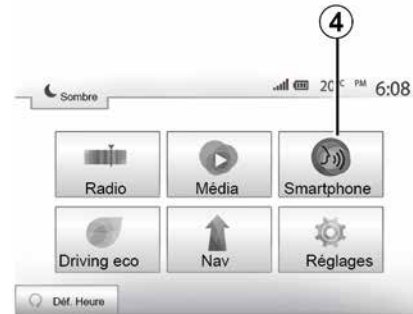 4
Sombre
20 °C PM 6:08
Radio Média Smartphone
Driving eco Nav Réglages
Déf. Heure